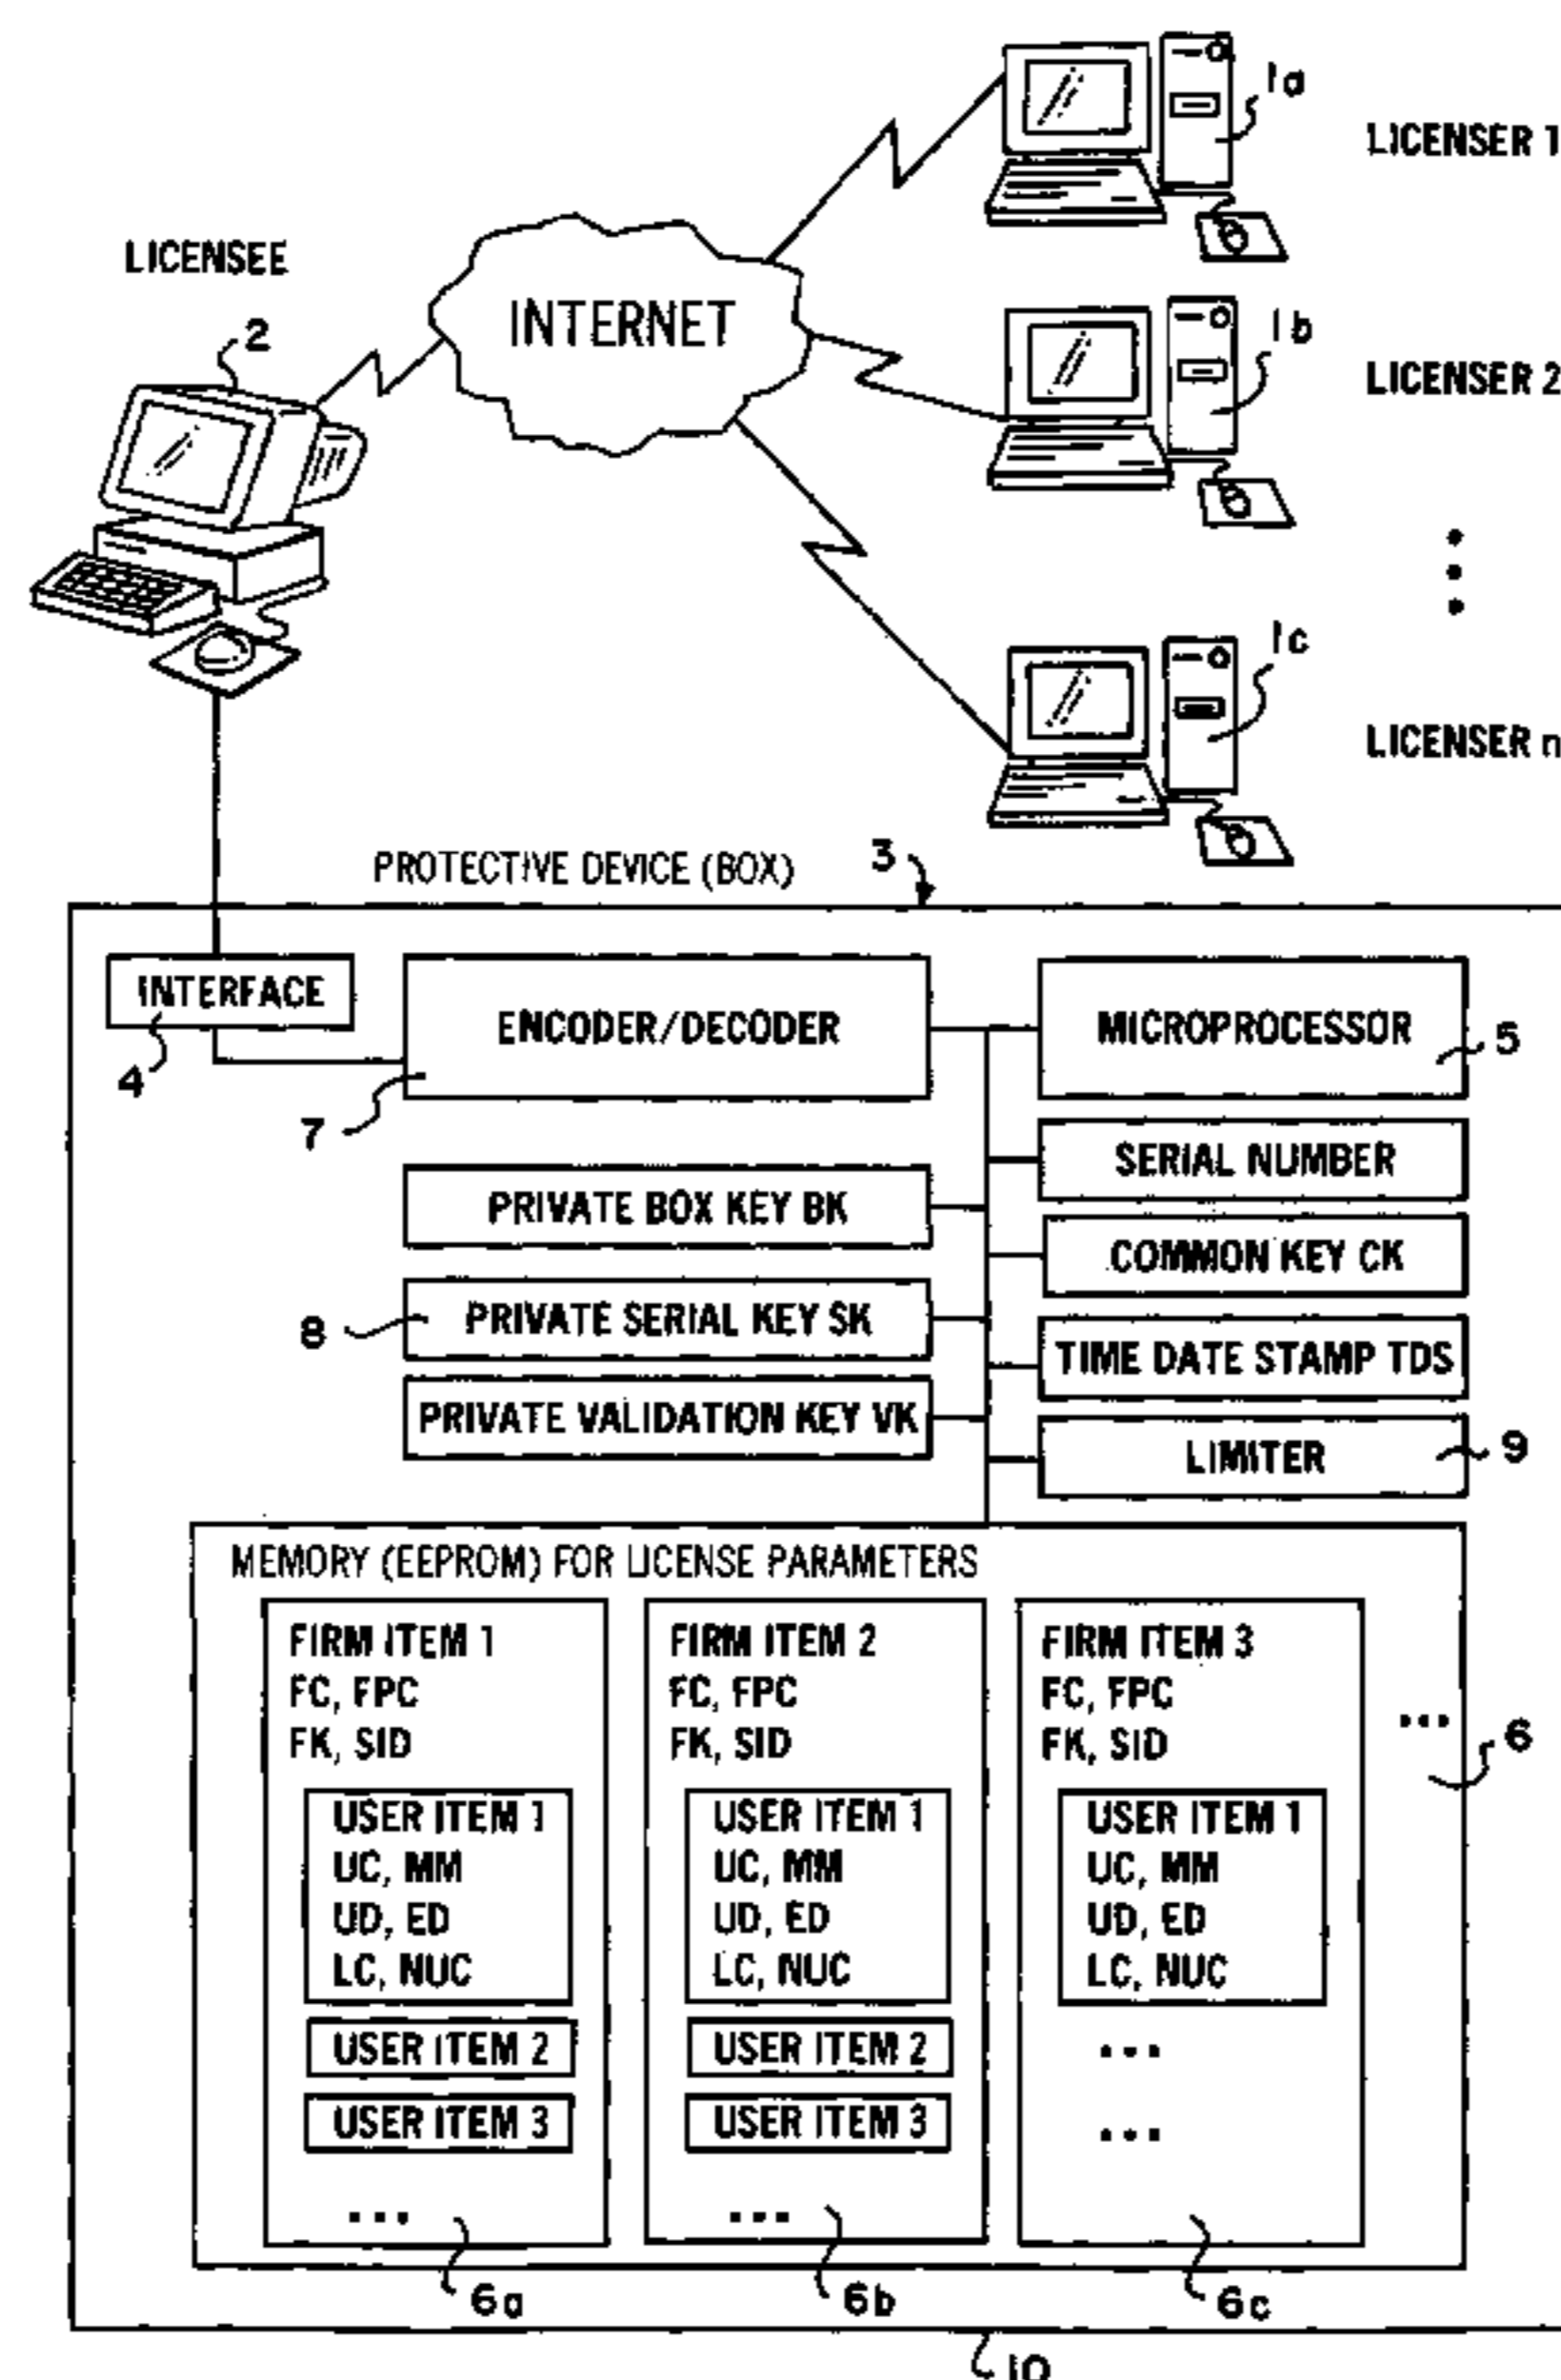 1a
LICENSER 1
LICENSEE
INTERNET
2
1b
LICENSER 2
1c
LICENSER n
PROTECTIVE DEVICE (BOX)
3
INTERFACE
4
ENCODER/DECODER
7
MICROPROCESSOR
5
SERIAL NUMBER
PRIVATE BOX KEY BK
COMMON KEY CK
8
PRIVATE SERIAL KEY SK
TIME DATE STAMP TDS
PRIVATE VALIDATION KEY VK
LIMITER
9
MEMORY (EEPROM) FOR LICENSE PARAMETERS
FIRM ITEM 1
FC, FPC
FK, SID
USER ITEM 1
UC, MM
UD, ED
LC, NUC
USER ITEM 2
USER ITEM 3
...
6a
FIRM ITEM 2
FC, FPC
FK, SID
USER ITEM 1
UC, MM
UD, ED
LC, NUC
USER ITEM 2
USER ITEM 3
...
6b
FIRM ITEM 3
FC, FPC
FK, SID
USER ITEM 1
UC, MM
UD, ED
LC, NUC
...
...
6c
...
6
10